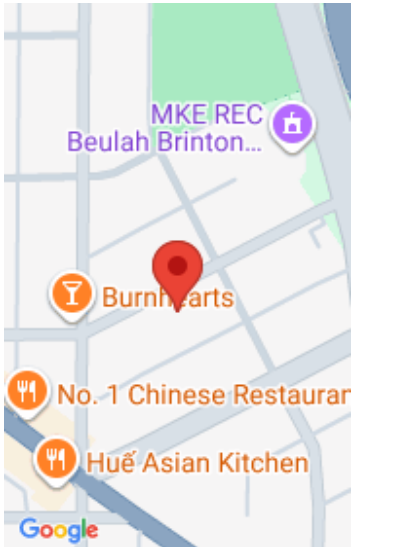 MKE REC
Beulah Brinton...
Burnhearts
No. 1 Chinese Restauran
Huế Asian Kitchen
Google